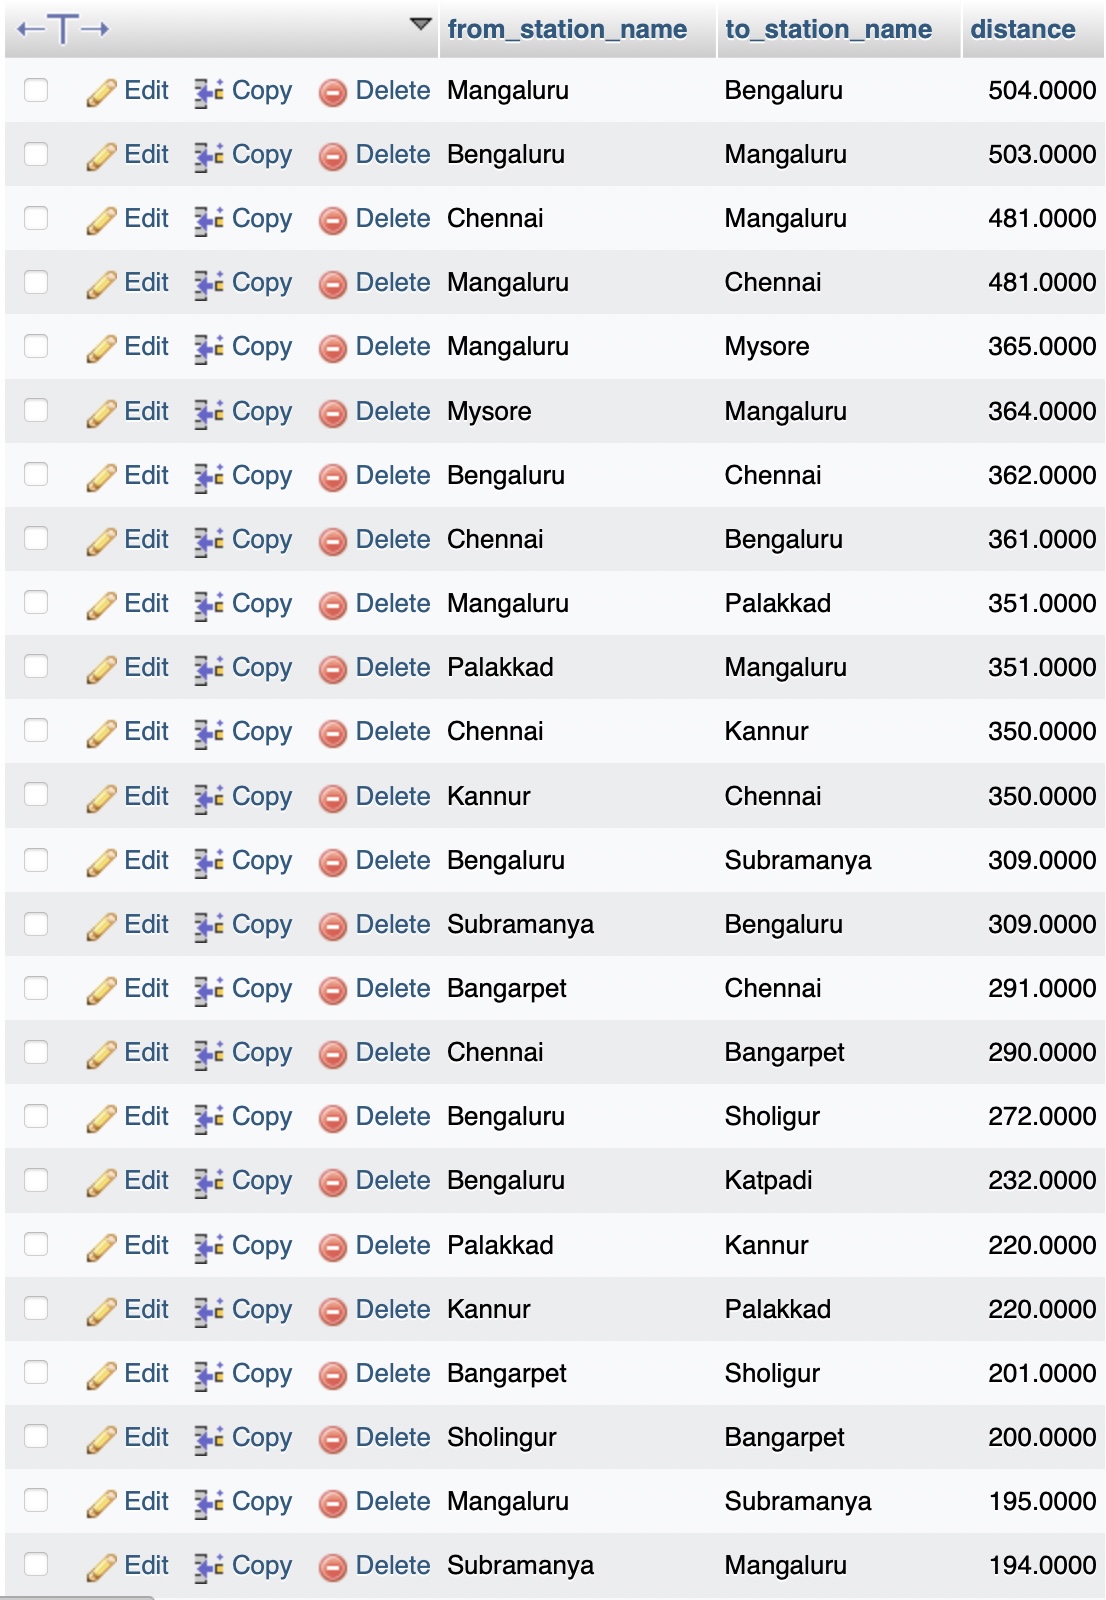 from_station_name to_station_name distance
Edit Copy Delete Mangaluru Bengaluru 504.0000
Edit Copy Delete Bengaluru Mangaluru 503.0000
Edit Copy Delete Chennai Mangaluru 481.0000
Edit Copy Delete Mangaluru Chennai 481.0000
Edit Copy Delete Mangaluru Mysore 365.0000
Edit Copy Delete Mysore Mangaluru 364.0000
Edit Copy Delete Bengaluru Chennai 362.0000
Edit Copy Delete Chennai Bengaluru 361.0000
Edit Copy Delete Mangaluru Palakkad 351.0000
Edit Copy Delete Palakkad Mangaluru 351.0000
Edit Copy Delete Chennai Kannur 350.0000
Edit Copy Delete Kannur Chennai 350.0000
Edit Copy Delete Bengaluru Subramanya 309.0000
Edit Copy Delete Subramanya Bengaluru 309.0000
Edit Copy Delete Bangarpet Chennai 291.0000
Edit Copy Delete Chennai Bangarpet 290.0000
Edit Copy Delete Bengaluru Sholigur 272.0000
Edit Copy Delete Bengaluru Katpadi 232.0000
Edit Copy Delete Palakkad Kannur 220.0000
Edit Copy Delete Kannur Palakkad 220.0000
Edit Copy Delete Bangarpet Sholigur 201.0000
Edit Copy Delete Sholingur Bangarpet 200.0000
Edit Copy Delete Mangaluru Subramanya 195.0000
Edit Copy Delete Subramanya Mangaluru 194.0000